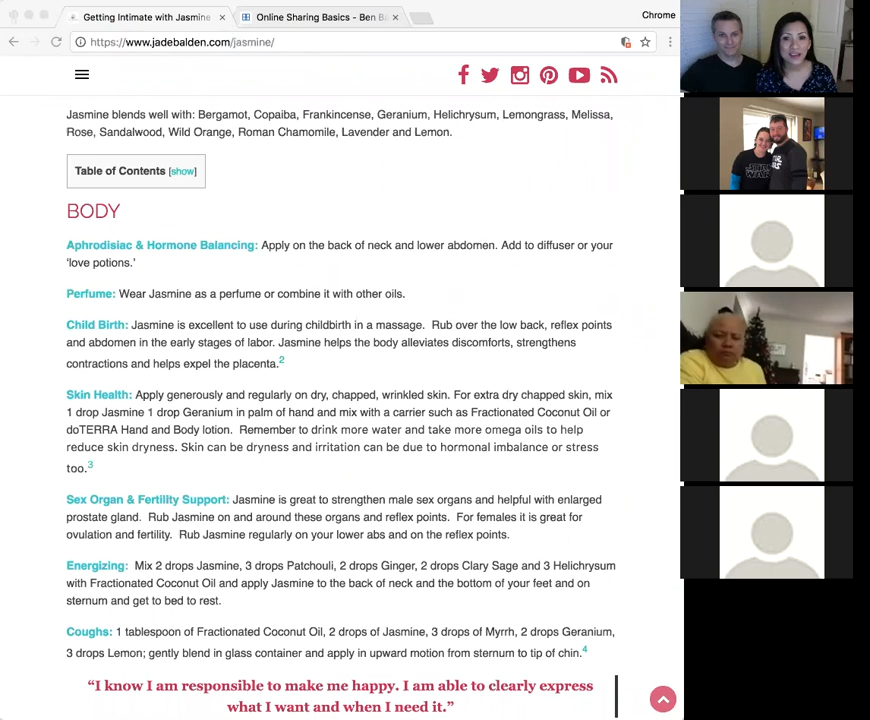 Getting Intimate with Jasmine
Online Sharing Basics - Ben Ba
Chrome
https://www.jadebalden.com/jasmine/
Jasmine blends well with: Bergamot, Copaiba, Frankincense, Geranium, Helichrysum, Lemongrass, Melissa,
Rose, Sandalwood, Wild Orange, Roman Chamomile, Lavender and Lemon.
Table of Contents [show]
BODY
Aphrodisiac & Hormone Balancing: Apply on the back of neck and lower abdomen. Add to diffuser or your
‘love potions.’
Perfume: Wear Jasmine as a perfume or combine it with other oils.
Child Birth: Jasmine is excellent to use during childbirth in a massage. Rub over the low back, reflex points
and abdomen in the early stages of labor. Jasmine helps the body alleviates discomforts, strengthens
contractions and helps expel the placenta.2
Skin Health: Apply generously and regularly on dry, chapped, wrinkled skin. For extra dry chapped skin, mix
1 drop Jasmine 1 drop Geranium in palm of hand and mix with a carrier such as Fractionated Coconut Oil or
doTERRA Hand and Body lotion. Remember to drink more water and take more omega oils to help
reduce skin dryness. Skin can be dryness and irritation can be due to hormonal imbalance or stress
too.3
Sex Organ & Fertility Support: Jasmine is great to strengthen male sex organs and helpful with enlarged
prostate gland. Rub Jasmine on and around these organs and reflex points. For females it is great for
ovulation and fertility. Rub Jasmine regularly on your lower abs and on the reflex points.
Energizing: Mix 2 drops Jasmine, 3 drops Patchouli, 2 drops Ginger, 2 drops Clary Sage and 3 Helichrysum
with Fractionated Coconut Oil and apply Jasmine to the back of neck and the bottom of your feet and on
sternum and get to bed to rest.
Coughs: 1 tablespoon of Fractionated Coconut Oil, 2 drops of Jasmine, 3 drops of Myrrh, 2 drops Geranium,
3 drops Lemon; gently blend in glass container and apply in upward motion from sternum to tip of chin.4
“I know I am responsible to make me happy. I am able to clearly express
what I want and when I need it.”
STAR
WARS